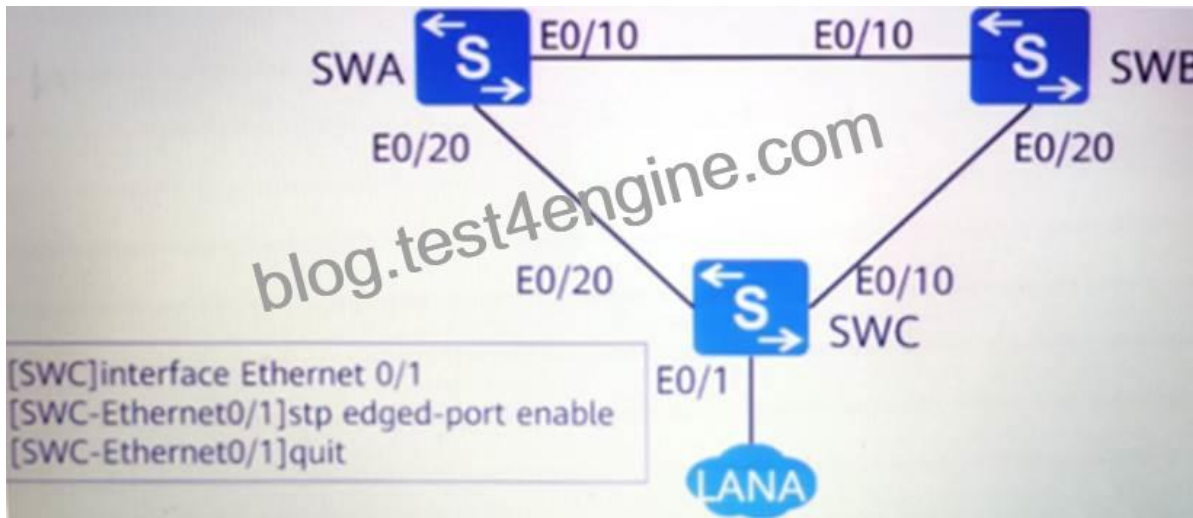 E0/10 E0/10
SWA S S SWB
E0/20 E0/20
blog.test4engine.com
E0/20 S E0/10
SWC
[SWC]interface Ethernet 0/1
E0/1
[SWC-Ethernet0/1]stp edged-port enable
[SWC-Ethernet0/1]quit
LANA